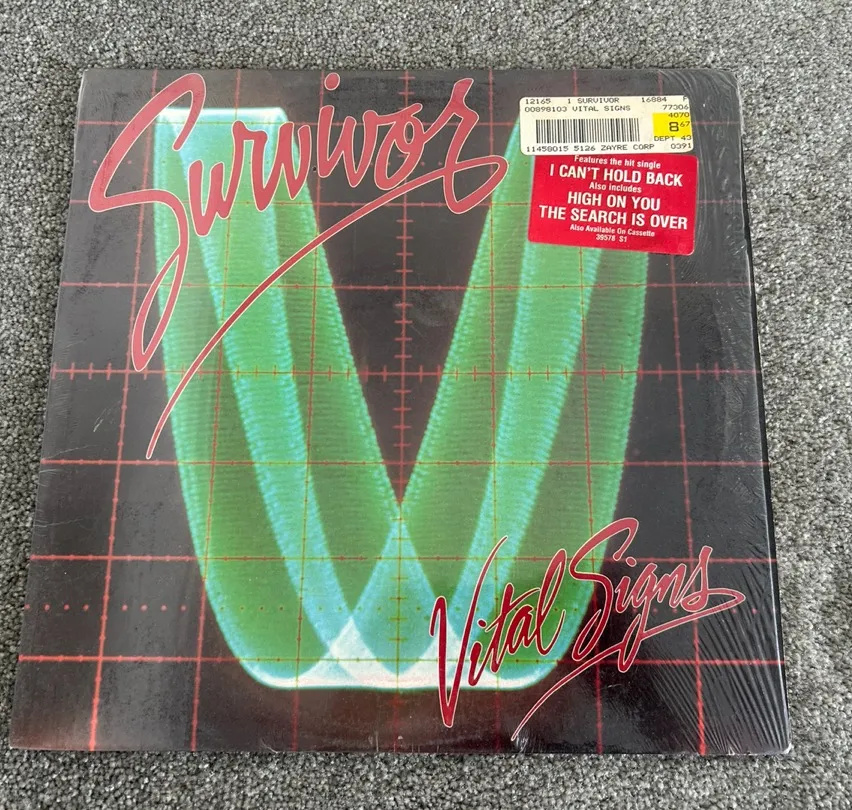 Survivor
12165 1 SURVIVOR 16884 P
00898103 VITAL SIGNS 77306
4070
8 67
DEPT 43
11458015 5126 ZAYRE CORP 0391
Features the hit single
I CAN'T HOLD BACK
Also includes
HIGH ON YOU
THE SEARCH IS OVER
Also Available On Cassette
39578 S1
Vital Signs